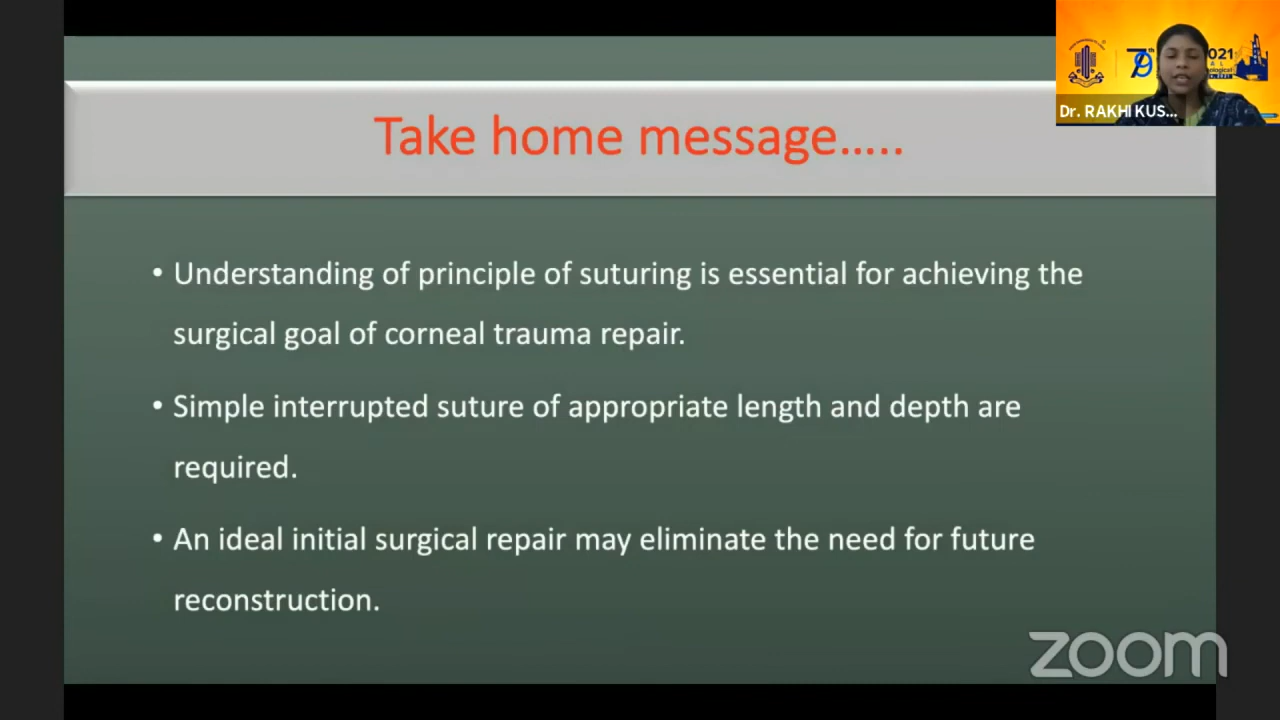 Take home message…..
• Understanding of principle of suturing is essential for achieving the
surgical goal of corneal trauma repair.
• Simple interrupted suture of appropriate length and depth are
required.
• An ideal initial surgical repair may eliminate the need for future
reconstruction.
79th
2021
Dr. RAKHI KUS...
zoom